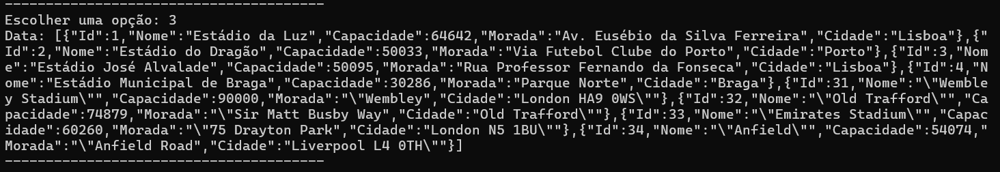 ---------------------------------------
Escolher uma opção: 3
Data: [{"Id":1,"Nome":"Estádio da Luz","Capacidade":64642,"Morada":"Av. Eusébio da Silva Ferreira","Cidade":"Lisboa"},{"
Id":2,"Nome":"Estádio do Dragão","Capacidade":50033,"Morada":"Via Futebol Clube do Porto","Cidade":"Porto"},{"Id":3,"Nom
e":"Estádio José Alvalade","Capacidade":50095,"Morada":"Rua Professor Fernando da Fonseca","Cidade":"Lisboa"},{"Id":4,"N
ome":"Estádio Municipal de Braga","Capacidade":30286,"Morada":"Parque Norte","Cidade":"Braga"},{"Id":31,"Nome":"\"Wemble
y Stadium\"","Capacidade":90000,"Morada":"\"Wembley","Cidade":"London HA9 0WS\""},{"Id":32,"Nome":"\"Old Trafford\"","Ca
pacidade":74879,"Morada":"\"Sir Matt Busby Way","Cidade":"Old Trafford\""},{"Id":33,"Nome":"\"Emirates Stadium\"","Capac
idade":60260,"Morada":"\"75 Drayton Park","Cidade":"London N5 1BU\""},{"Id":34,"Nome":"\"Anfield\"","Capacidade":54074,"
Morada":"\"Anfield Road","Cidade":"Liverpool L4 0TH\""}]
---------------------------------------